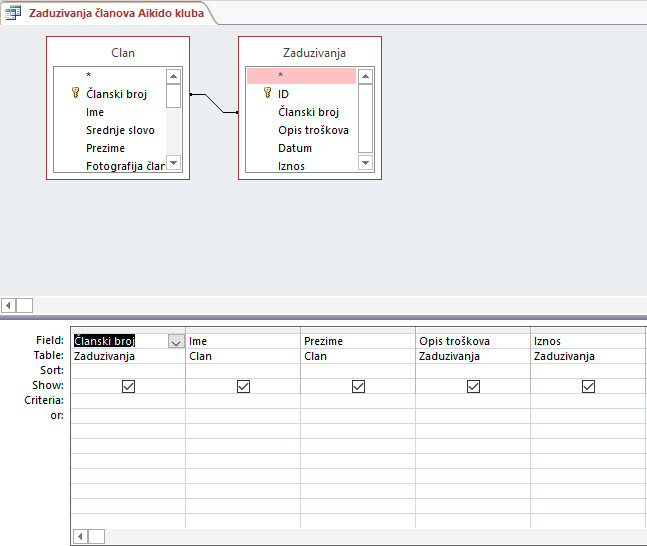 Zaduzivanja članova Aikido kluba
Clan
*
Članski broj
Ime
Srednje slovo
Prezime
Fotografija član
Zaduzivanja
*
ID
Članski broj
Opis troškova
Datum
Iznos
Field: Članski broj Ime Prezime Opis troškova Iznos
Table: Zaduzivanja Clan Clan Zaduzivanja Zaduzivanja
Sort:
Show:
Criteria:
or: